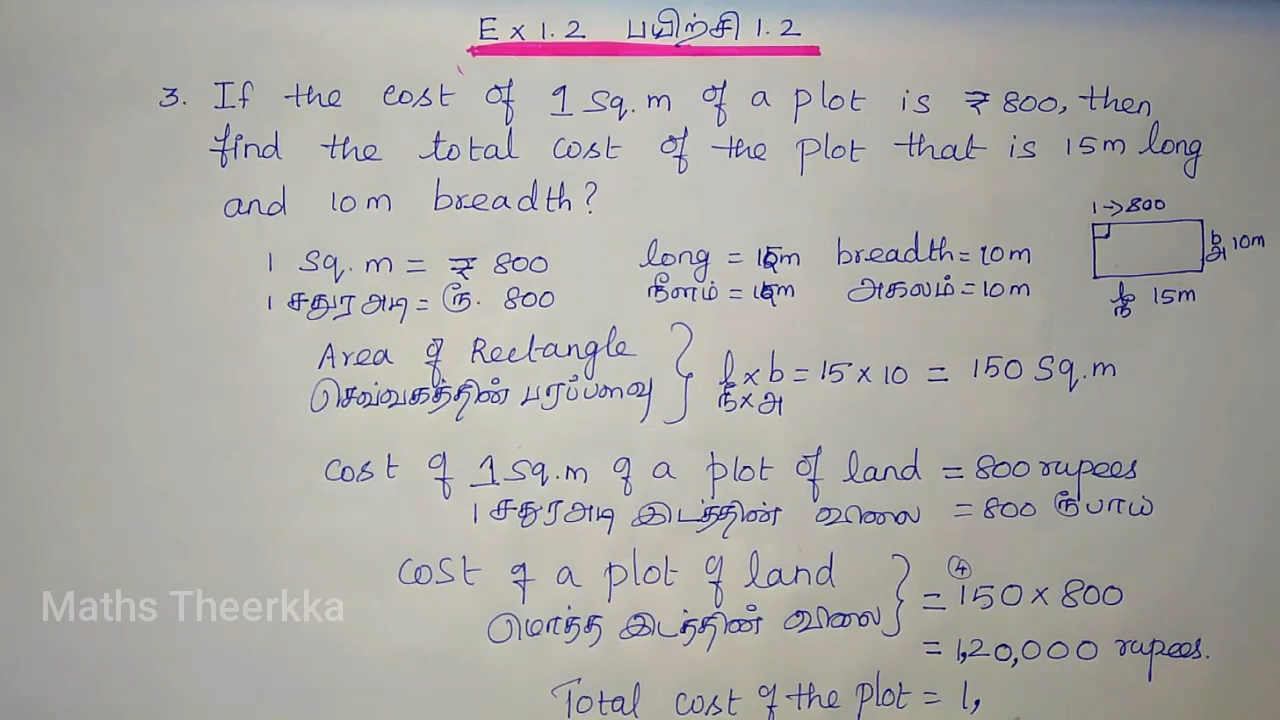 Ex 1.2 பயிற்சி 1.2
3. If the cost of 1 sq.m of a plot is ₹ 800, then
find the total cost of the plot that is 15m long
and 10m breadth?
1 → 800
b
அ 10m
l
நீ 15m
1 sq.m = ₹ 800 long = 15m breadth = 10m
1 சதுர அடி = ரூ. 800 நீளம் = 15m அகலம் = 10m
Area of Rectangle
செவ்வகத்தின் பரப்பளவு } l × b = 15 × 10 = 150 sq.m
நீ × அ
cost of 1 sq.m of a plot of land = 800 rupees
1 சதுர அடி இடத்தின் விலை = 800 ரூபாய்
cost of a plot of land
மொத்த இடத்தின் விலை } = 150 × 800
④
= 1,20,000 rupees.
Total cost of the plot = 1,
Maths Theerkka